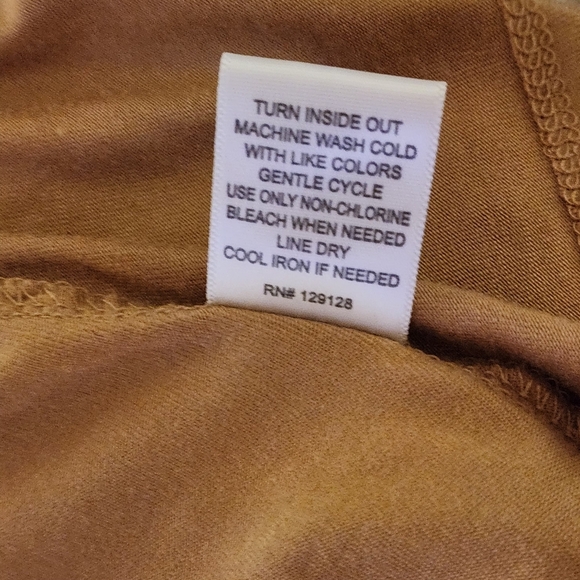 TURN INSIDE OUT
MACHINE WASH COLD
WITH LIKE COLORS
GENTLE CYCLE
USE ONLY NON-CHLORINE
BLEACH WHEN NEEDED
LINE DRY
COOL IRON IF NEEDED
RN# 129128